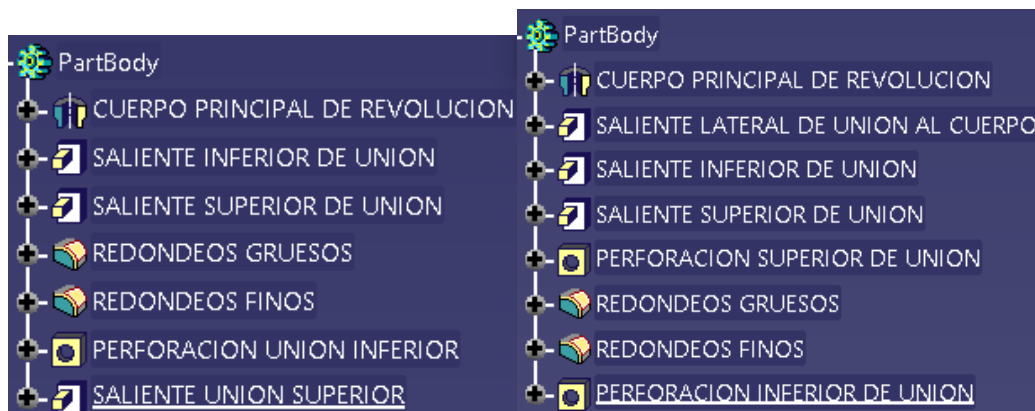 PartBody
CUERPO PRINCIPAL DE REVOLUCION
SALIENTE INFERIOR DE UNION
SALIENTE SUPERIOR DE UNION
REDONDEOS GRUESOS
REDONDEOS FINOS
PERFORACION UNION INFERIOR
SALIENTE UNION SUPERIOR
PartBody
CUERPO PRINCIPAL DE REVOLUCION
SALIENTE LATERAL DE UNION AL CUERPO
SALIENTE INFERIOR DE UNION
SALIENTE SUPERIOR DE UNION
PERFORACION SUPERIOR DE UNION
REDONDEOS GRUESOS
REDONDEOS FINOS
PERFORACION INFERIOR DE UNION